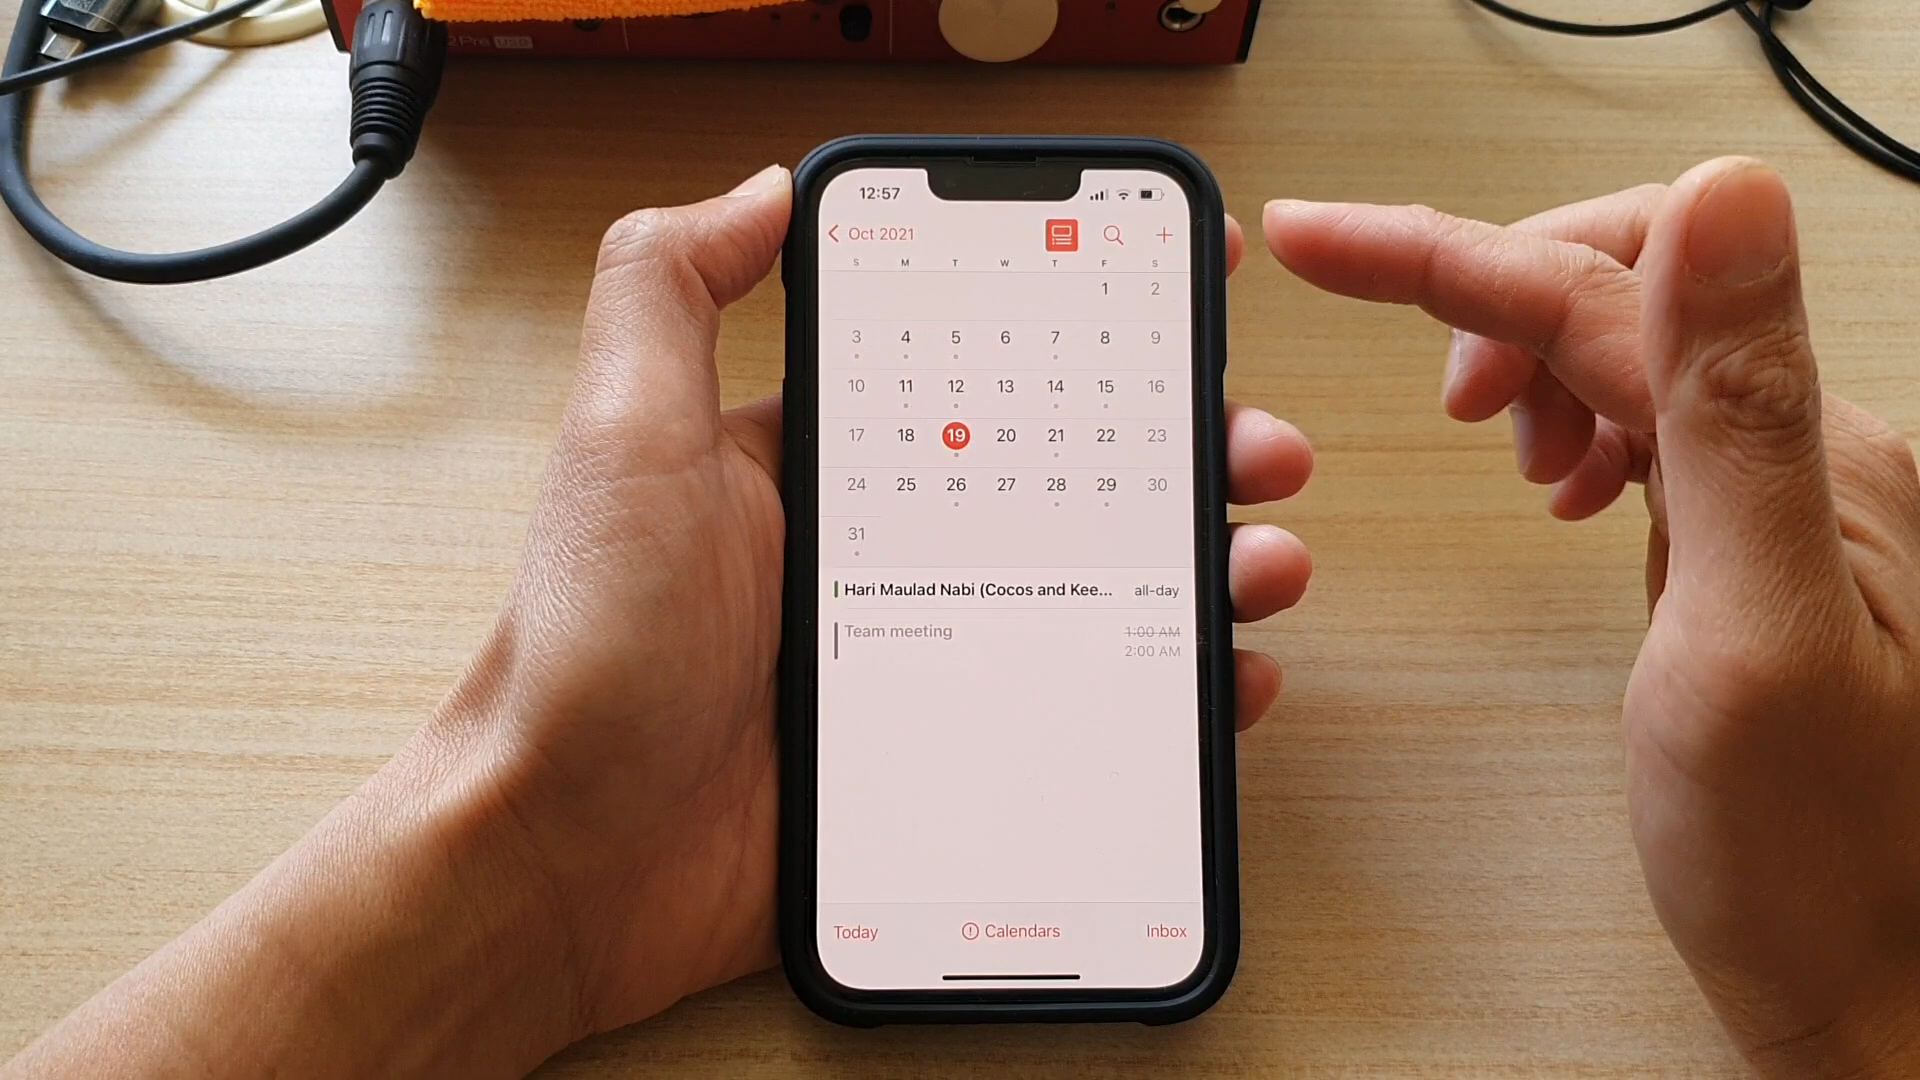 2Pre USB
12:57
Oct 2021
S M T W T F S
1 2
3 4 5 6 7 8 9
10 11 12 13 14 15 16
17 18 19 20 21 22 23
24 25 26 27 28 29 30
31
Hari Maulad Nabi (Cocos and Kee... all-day
Team meeting 1:00 AM
2:00 AM
Today Calendars Inbox